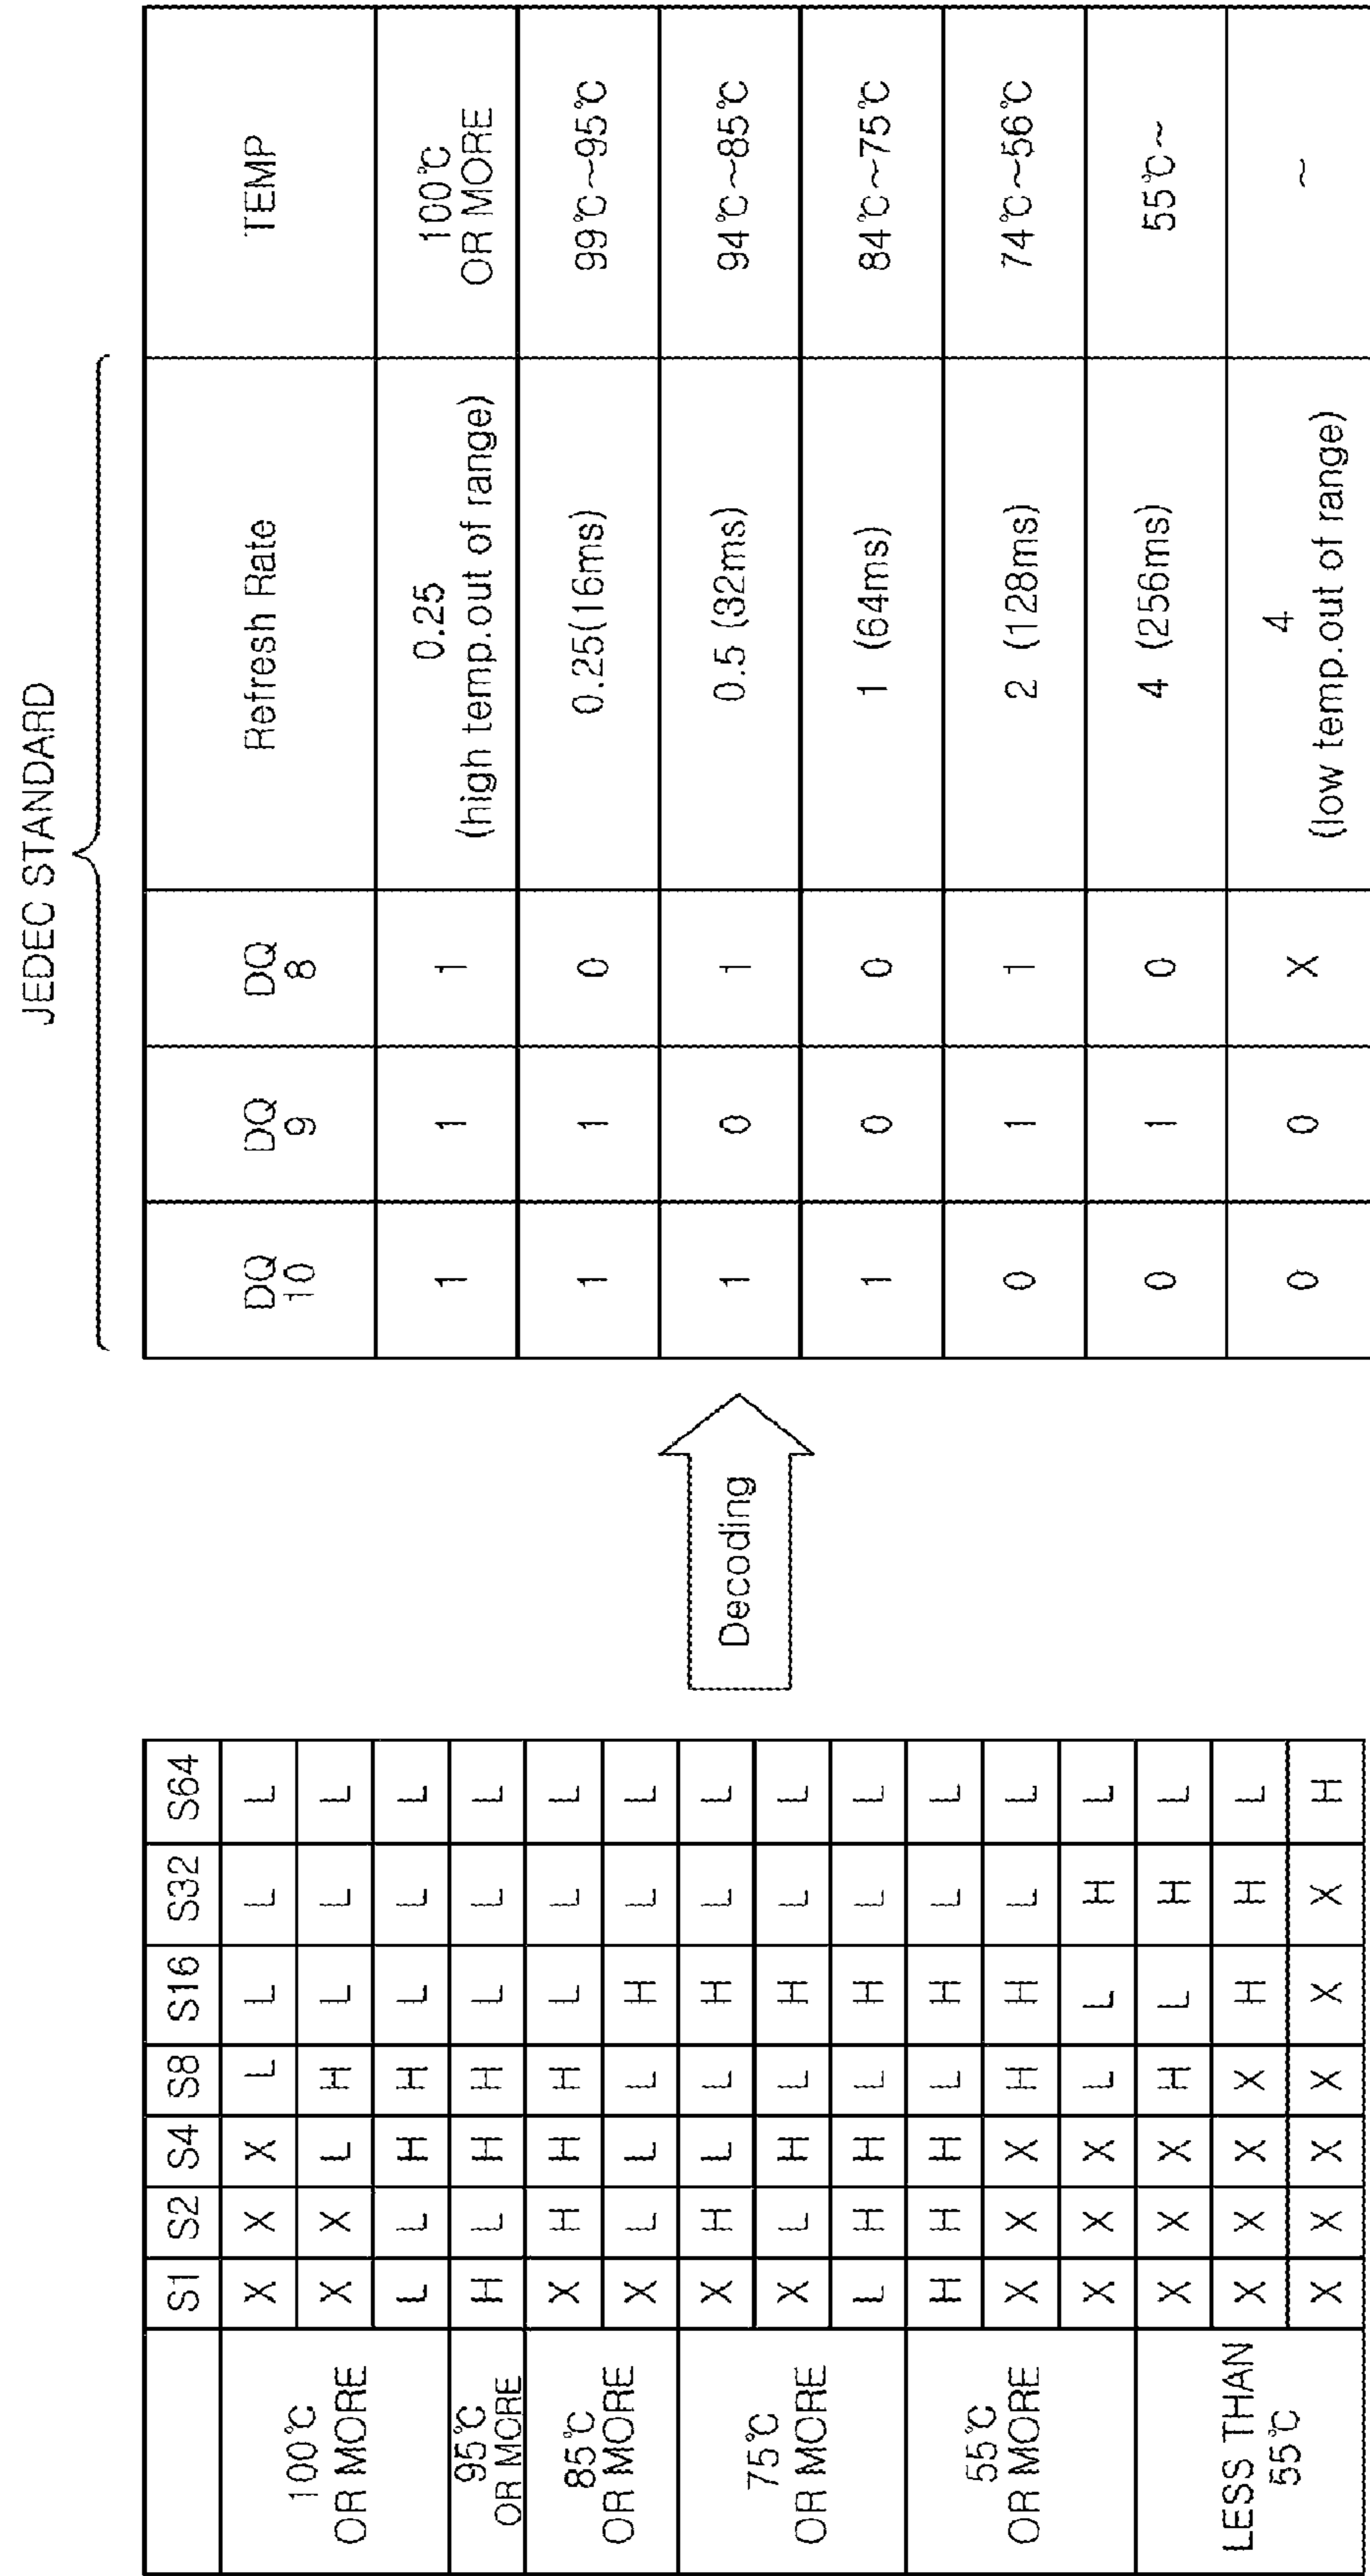 JEDEC STANDARD
S1 S2 S4 S8 S16 S32 S64
100℃
OR MORE
X X X L L L L
X X L H L L L
L L H H L L L
95℃
OR MORE
H L H H L L L
85℃
OR MORE
X H H H L L L
X L L L H L L
75℃
OR MORE
X H L L H L L
X L H L H L L
L H H L H L L
55℃
OR MORE
H H H L H L L
X X X H H L L
X X X L L H L
LESS THAN
55℃
X X X H L H L
X X X X H H L
X X X X X X H
Decoding
DQ 10 DQ 9 DQ 8 Refresh Rate TEMP
1 1 1 0.25 (high temp.out of range) 100℃ OR MORE
1 1 0 0.25(16ms) 99℃~95℃
1 0 1 0.5 (32ms) 94℃~85℃
1 0 0 1 (64ms) 84℃~75℃
0 1 1 2 (128ms) 74℃~56℃
0 1 0 4 (256ms) 55℃~
0 0 X 4 (low temp.out of range) ~